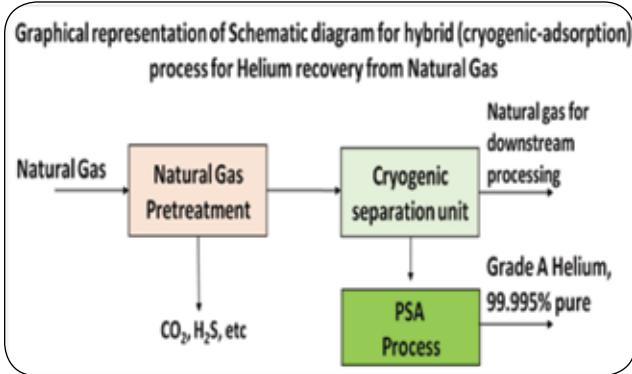 Graphical representation of Schematic diagram for hybrid (cryogenic-adsorption)
process for Helium recovery from Natural Gas
Natural Gas
Natural Gas
Pretreatment
CO₂, H₂S, etc
Cryogenic
separation unit
Natural gas for
downstream
processing
PSA
Process
Grade A Helium,
99.995% pure